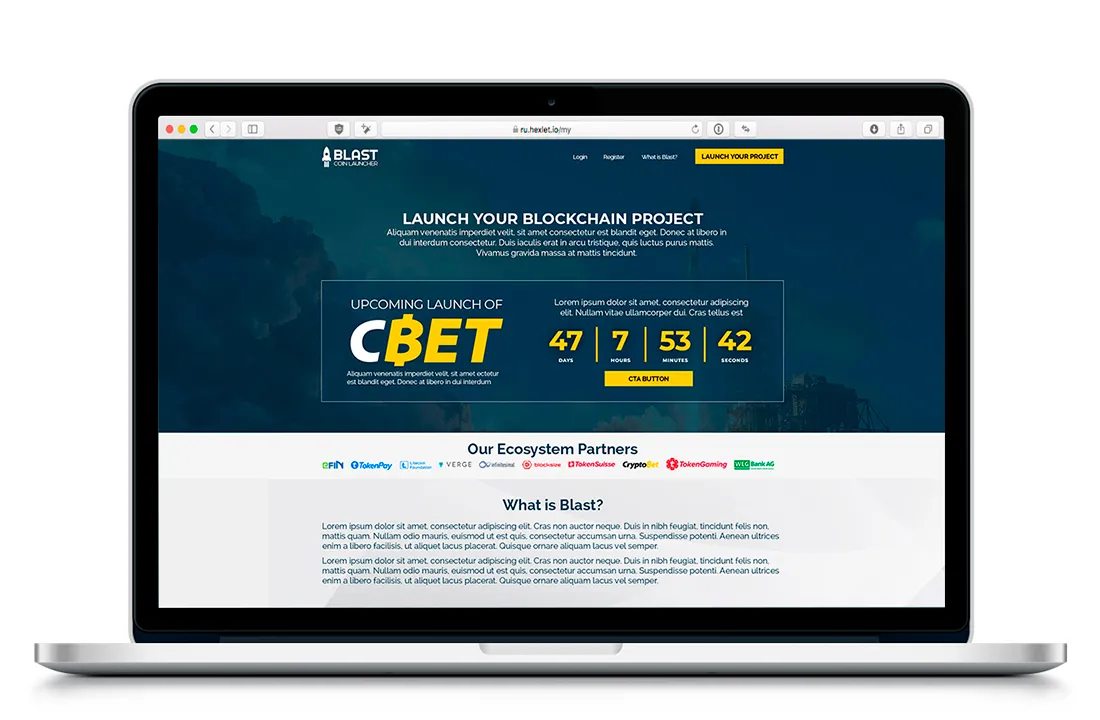 ru.hexlet.io/my
BLAST
COIN LAUNCHER
Login Register What is Blast? LAUNCH YOUR PROJECT
LAUNCH YOUR BLOCKCHAIN PROJECT
Aliquam venenatis imperdiet velit, sit amet consectetur est blandit eget. Donec at libero in
dui interdum consectetur. Duis iaculis erat in arcu tristique, quis luctus purus mattis.
Vivamus gravida massa at mattis tincidunt.
UPCOMING LAUNCH OF
CBET
Aliquam venenatis imperdiet velit, sit amet ectetur
est blandit eget. Donec at libero in dui interdum
Lorem ipsum dolor sit amet, consectetur adipiscing
elit. Nullam vitae ullamcorper dui. Cras tellus est
47 7 53 42
DAYS HOURS MINUTES SECONDS
CTA BUTTON
Our Ecosystem Partners
eFIN TokenPay Litecoin Foundation VERGE infinitesimal blocksize TokenSuisse CryptoBet TokenGaming WEG Bank AG
What is Blast?
Lorem ipsum dolor sit amet, consectetur adipiscing elit. Cras non auctor neque. Duis in nibh feugiat, tincidunt felis non,
mattis quam. Nullam odio mauris, euismod ut est quis, consectetur accumsan urna. Suspendisse potenti. Aenean ultrices
enim a libero facilisis, ut aliquet lacus placerat. Quisque ornare aliquam lacus vel semper.
Lorem ipsum dolor sit amet, consectetur adipiscing elit. Cras non auctor neque. Duis in nibh feugiat, tincidunt felis non,
mattis quam. Nullam odio mauris, euismod ut est quis, consectetur accumsan urna. Suspendisse potenti. Aenean ultrices
enim a libero facilisis, ut aliquet lacus placerat. Quisque ornare aliquam lacus vel semper.